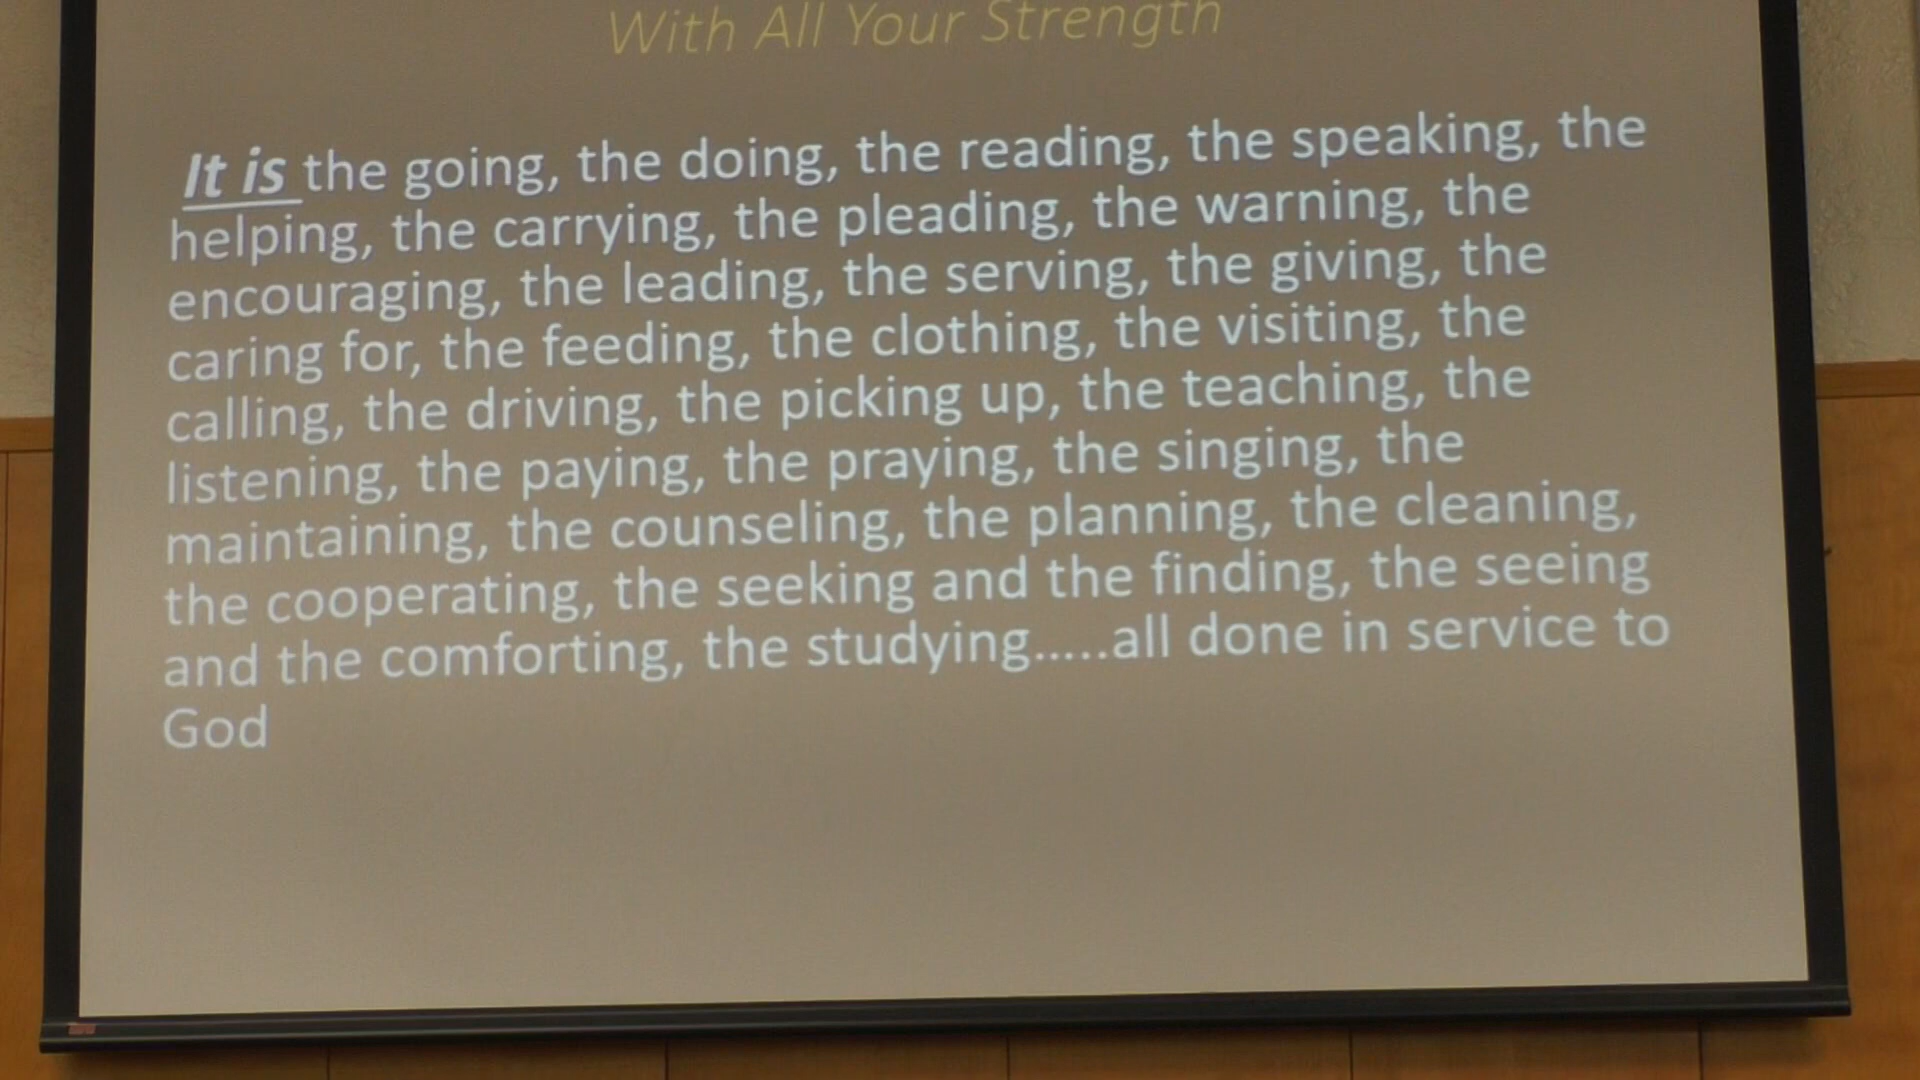 With All Your Strength
It is the going, the doing, the reading, the speaking, the
helping, the carrying, the pleading, the warning, the
encouraging, the leading, the serving, the giving, the
caring for, the feeding, the clothing, the visiting, the
calling, the driving, the picking up, the teaching, the
listening, the paying, the praying, the singing, the
maintaining, the counseling, the planning, the cleaning,
the cooperating, the seeking and the finding, the seeing
and the comforting, the studying.....all done in service to
God